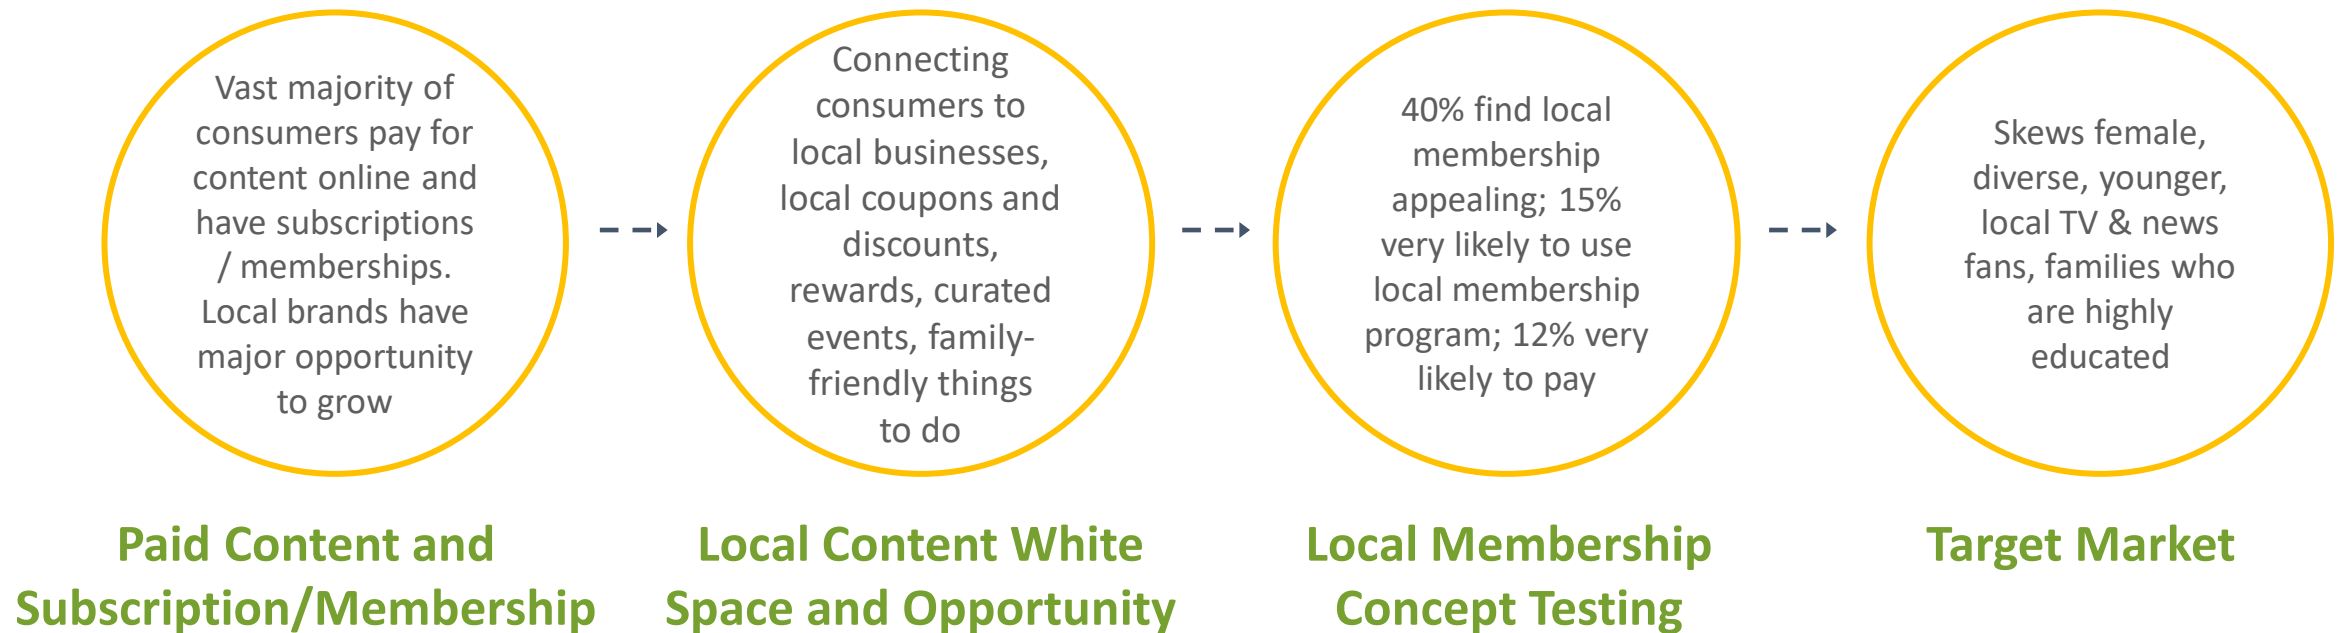 Vast majority of
consumers pay for
content online and
have subscriptions
/ memberships.
Local brands have
major opportunity
to grow
Paid Content and
Subscription/Membership
Connecting
consumers to
local businesses,
local coupons and
discounts,
rewards, curated
events, family-
friendly things
to do
Local Content White
Space and Opportunity
40% find local
membership
appealing; 15%
very likely to use
local membership
program; 12% very
likely to pay
Local Membership
Concept Testing
Skews female,
diverse, younger,
local TV & news
fans, families who
are highly
educated
Target Market